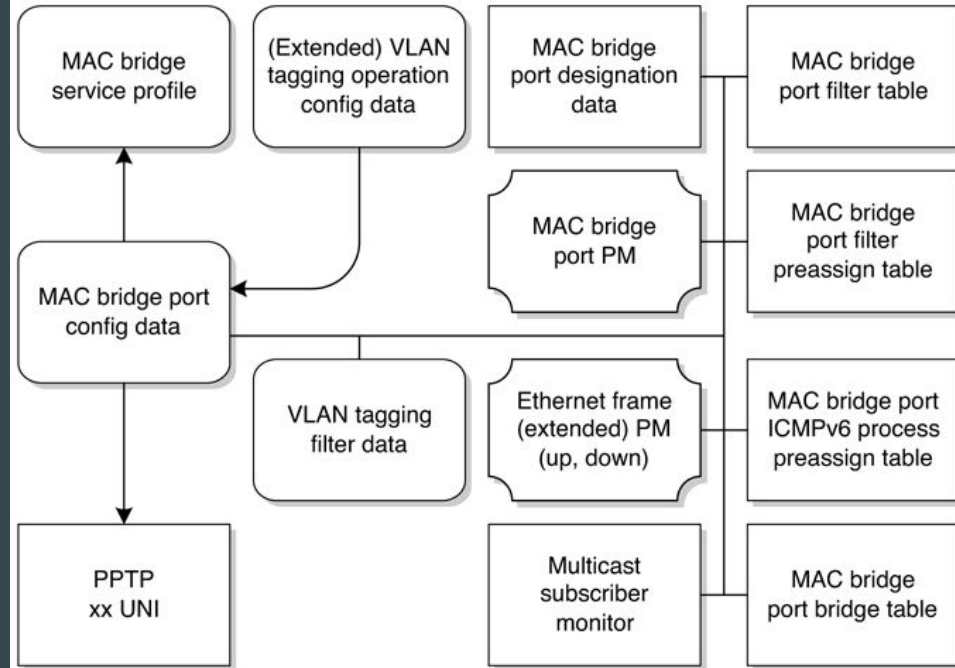 MAC bridge
service profile
(Extended) VLAN
tagging operation
config data
MAC bridge
port designation
data
MAC bridge
port filter table
MAC bridge
port PM
MAC bridge
port filter
preassign table
MAC bridge port
config data
VLAN tagging
filter data
Ethernet frame
(extended) PM
(up, down)
MAC bridge port
ICMPv6 process
preassign table
PPTP
xx UNI
Multicast
subscriber
monitor
MAC bridge
port bridge table